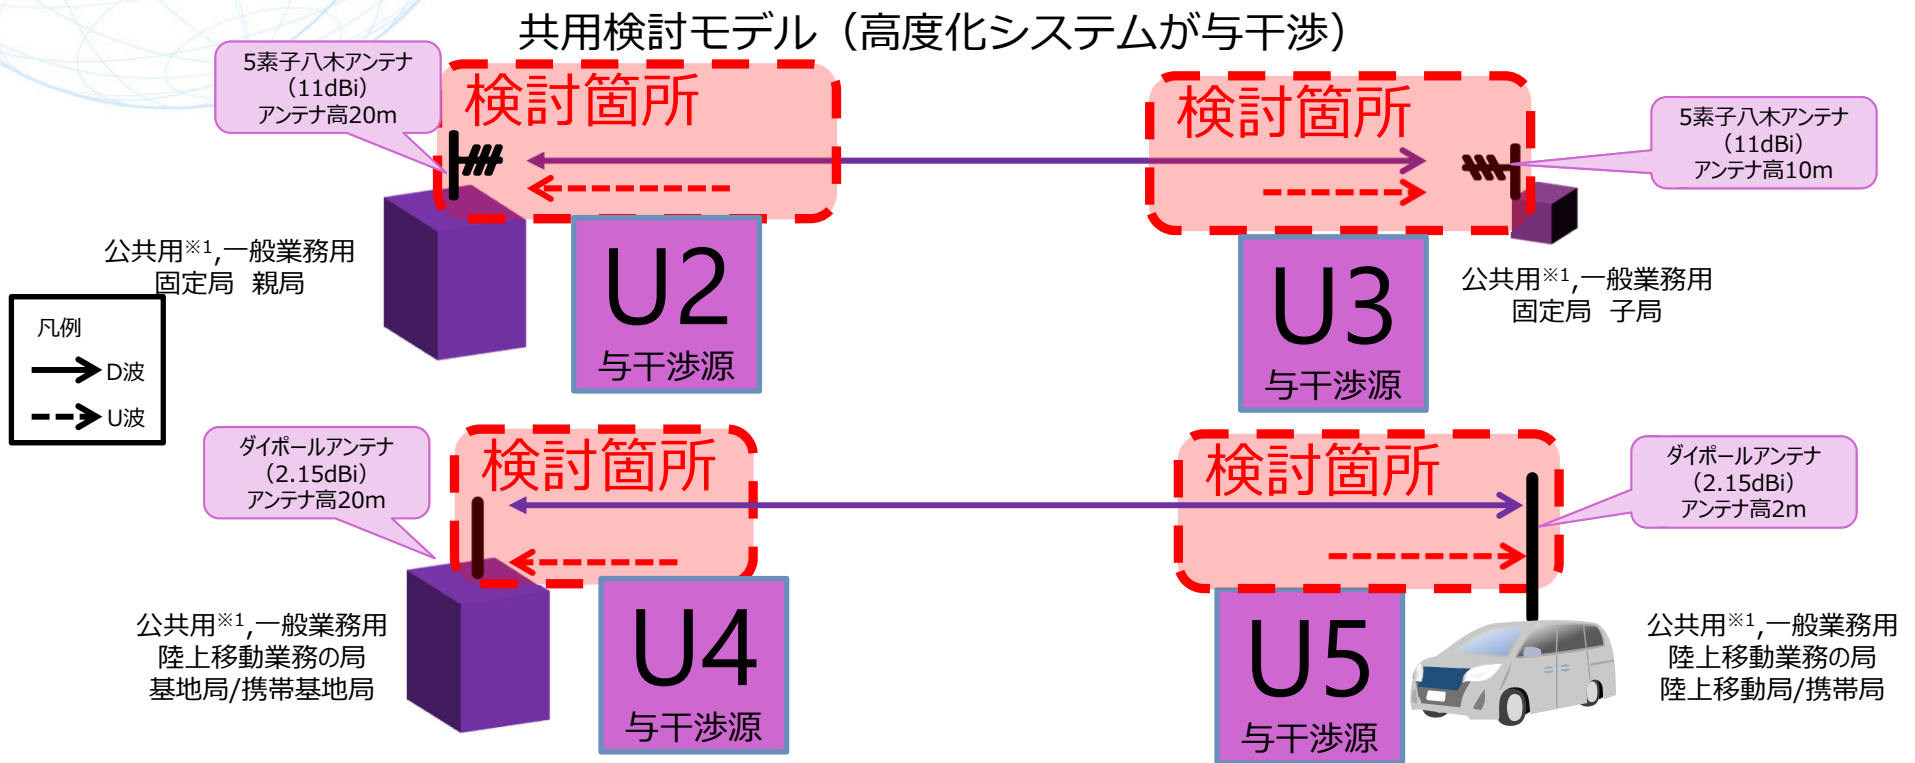 共用検討モデル（高度化システムが与干渉）
5素子八木アンテナ
（11dBi）
アンテナ高20m
検討箇所
検討箇所
5素子八木アンテナ
（11dBi）
アンテナ高10m
公共用※1,一般業務用
固定局 親局
U2
与干渉源
U3
与干渉源
公共用※1,一般業務用
固定局 子局
凡例
D波
U波
ダイポールアンテナ
（2.15dBi）
アンテナ高20m
検討箇所
検討箇所
ダイポールアンテナ
（2.15dBi）
アンテナ高2m
公共用※1,一般業務用
陸上移動業務の局
基地局/携帯基地局
U4
与干渉源
U5
与干渉源
公共用※1,一般業務用
陸上移動業務の局
陸上移動局/携帯局